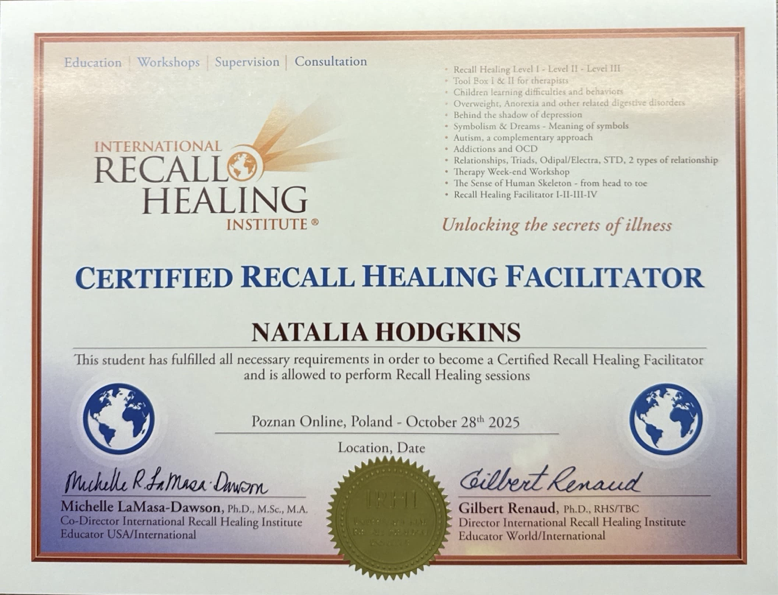 Education | Workshops | Supervision | Consultation
INTERNATIONAL
RECALL
HEALING
INSTITUTE ®
• Recall Healing Level I - Level II - Level III
• Tool Box I & II for therapists
• Children learning difficulties and behaviors
• Overweight, Anorexia and other related digestive disorders
• Behind the shadow of depression
• Symbolism & Dreams - Meaning of symbols
• Autism, a complementary approach
• Addictions and OCD
• Relationships, Triads, Odipal/Electra, STD, 2 types of relationship
• Therapy Week-end Workshop
• The Sense of Human Skeleton - from head to toe
• Recall Healing Facilitator I-II-III-IV
Unlocking the secrets of illness
CERTIFIED RECALL HEALING FACILITATOR
NATALIA HODGKINS
This student has fulfilled all necessary requirements in order to become a Certified Recall Healing Facilitator
and is allowed to perform Recall Healing sessions
Poznan Online, Poland - October 28th 2025
Location, Date
Michelle R. LaMasa-Dawson
Michelle LaMasa-Dawson, Ph.D., M.Sc., M.A.
Co-Director International Recall Healing Institute
Educator USA/International
Gilbert Renaud
Gilbert Renaud, Ph.D., RHS/TBC
Director International Recall Healing Institute
Educator World/International